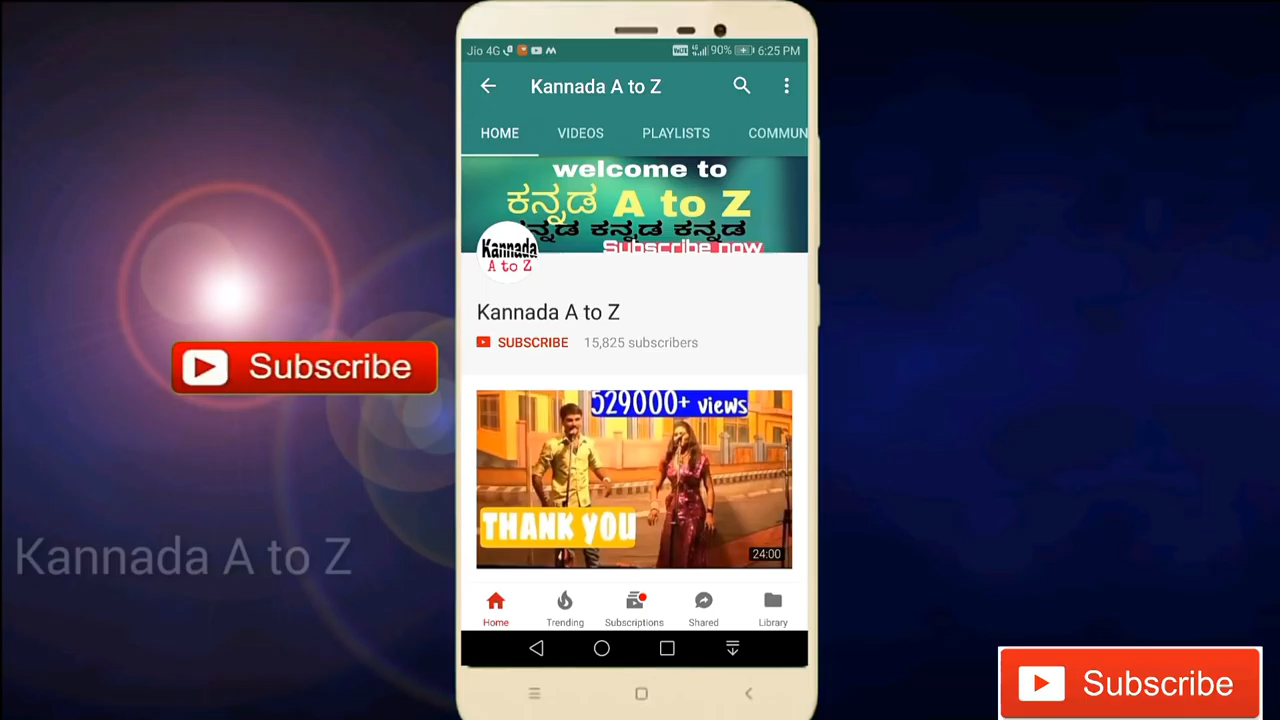 Jio 4G
90%
6:25 PM
Kannada A to Z
HOME
VIDEOS
PLAYLISTS
COMMUN
welcome to
ಕನ್ನಡ A to Z
ಕನ್ನಡ ಕನ್ನಡ ಕನ್ನಡ
Subscribe now
Kannada
A to Z
Kannada A to Z
SUBSCRIBE
15,825 subscribers
Subscribe
529000+ views
THANK YOU
24:00
Kannada A to Z
Home
Trending
Subscriptions
Shared
Library
Subscribe